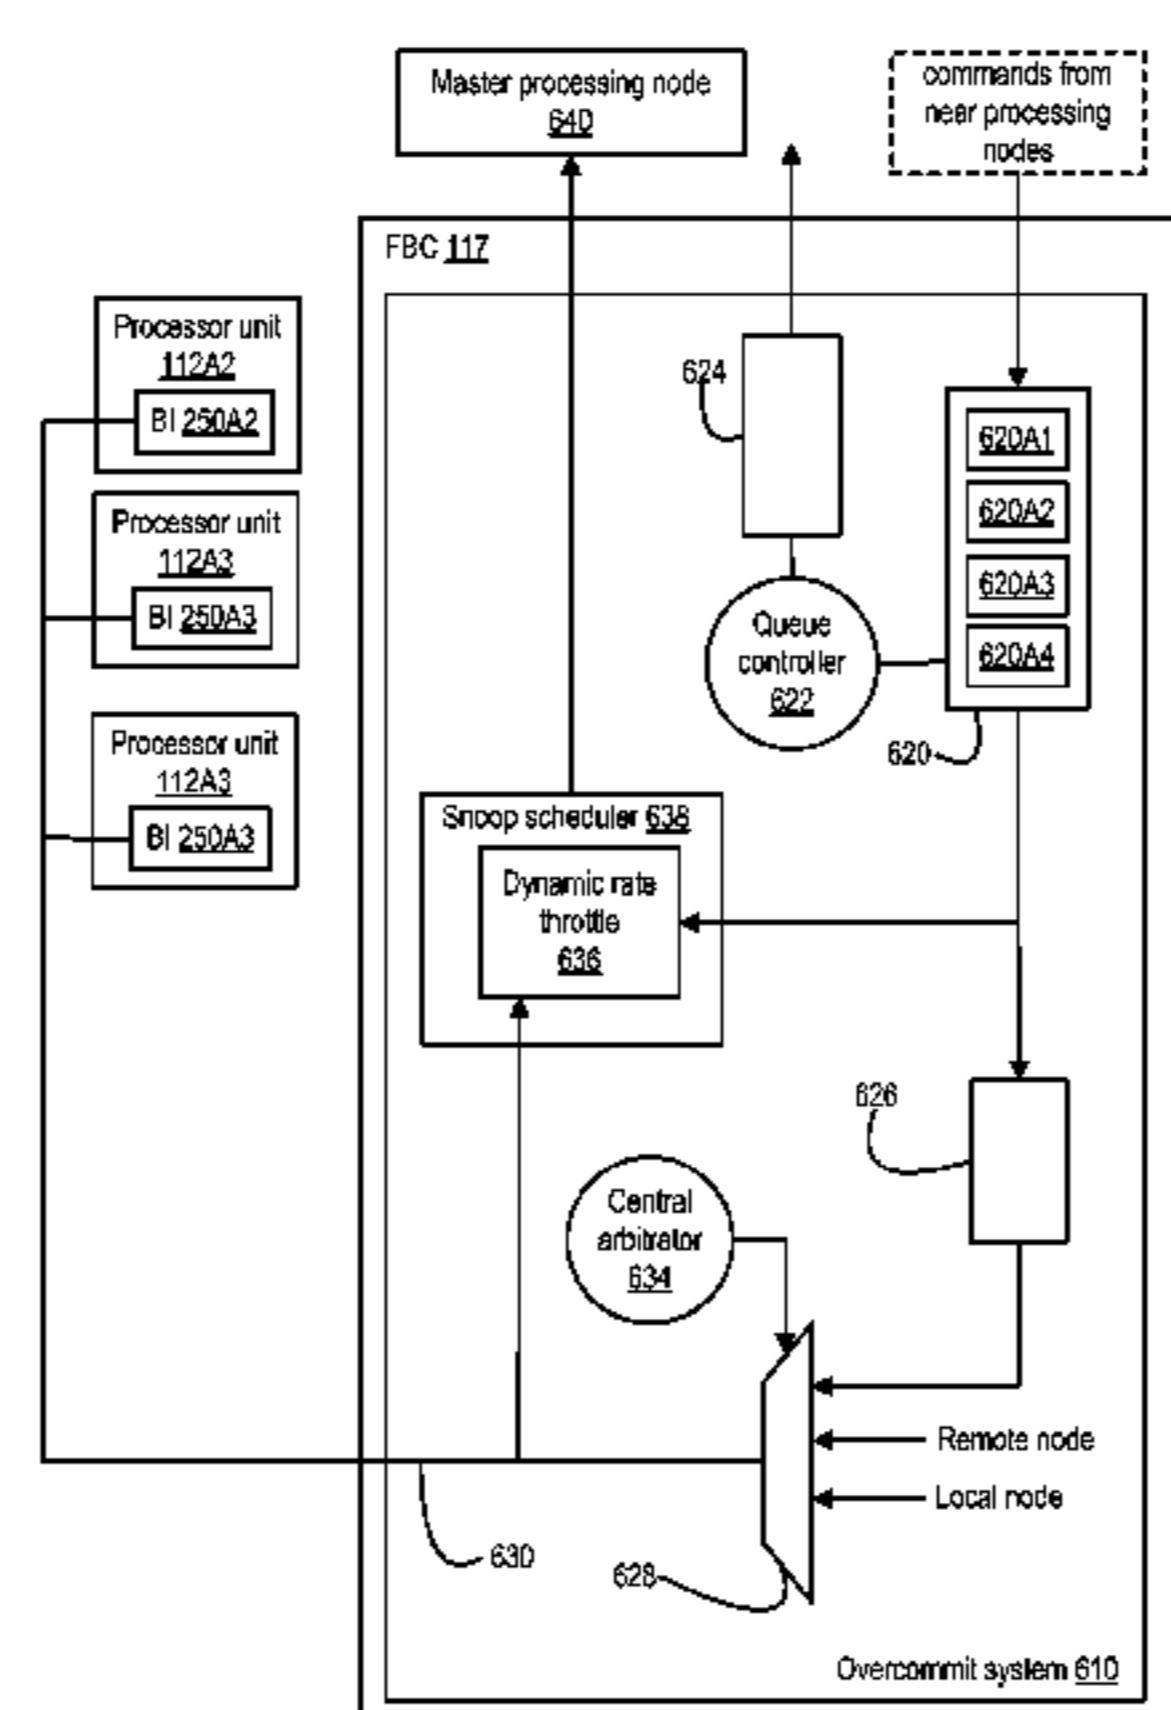 Master processing node
640
commands from
near processing
nodes
FBC 117
Processor unit
112A2
BI 250A2
624
620A1
620A2
620A3
620A4
Processor unit
112A3
BI 250A3
Queue
controller
622
620
Processor unit
112A3
BI 250A3
Snoop scheduler 638
Dynamic rate
throttle
636
626
Central
arbitrator
634
Remote node
Local node
630
628
Overcommit system 610